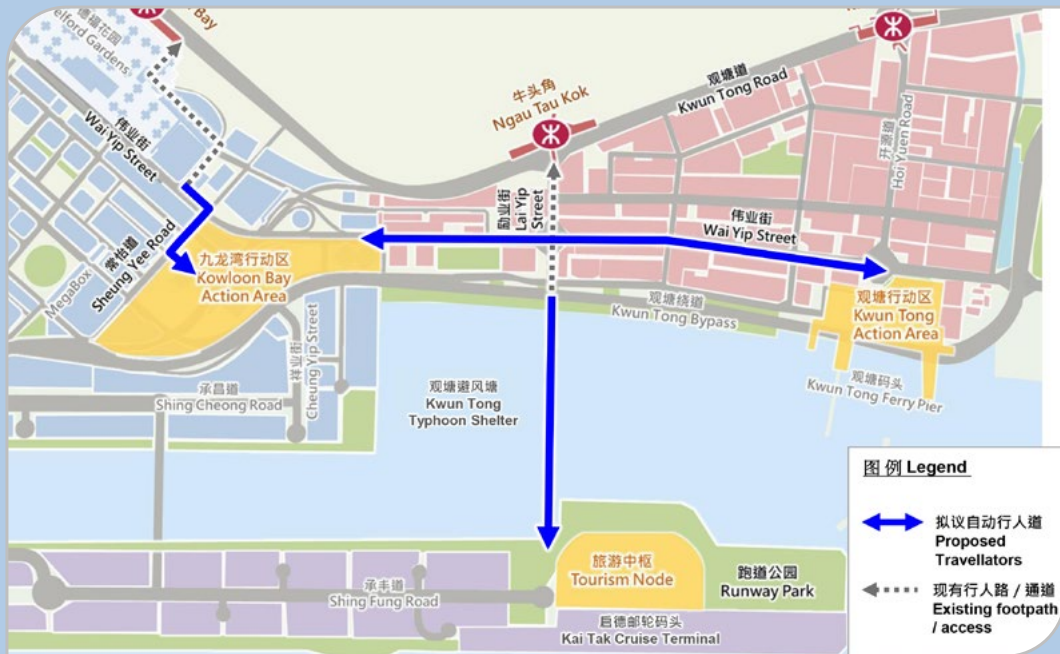 德福花园
elford Gardens
Bay
伟业街
Wai Yip Street
牛头角
Ngau Tau Kok
观塘道
Kwun Tong Road
开源道
Hoi Yuen Road
励业街
Lai Yip
Street
伟业街
Wai Yip Street
常怡道
Sheung Yee Road
MegaBox
九龙湾行动区
Kowloon Bay
Action Area
观塘绕道
Kwun Tong Bypass
观塘行动区
Kwun Tong
Action Area
祥业街
Cheung Yip Street
承昌道
Shing Cheong Road
观塘避风塘
Kwun Tong
Typhoon Shelter
观塘码头
Kwun Tong Ferry Pier
图例 Legend
拟议自动行人道
Proposed
Travellators
现有行人路 / 通道
Existing footpath
/ access
旅游中枢
Tourism Node
跑道公园
Runway Park
承丰道
Shing Fung Road
启德邮轮码头
Kai Tak Cruise Terminal